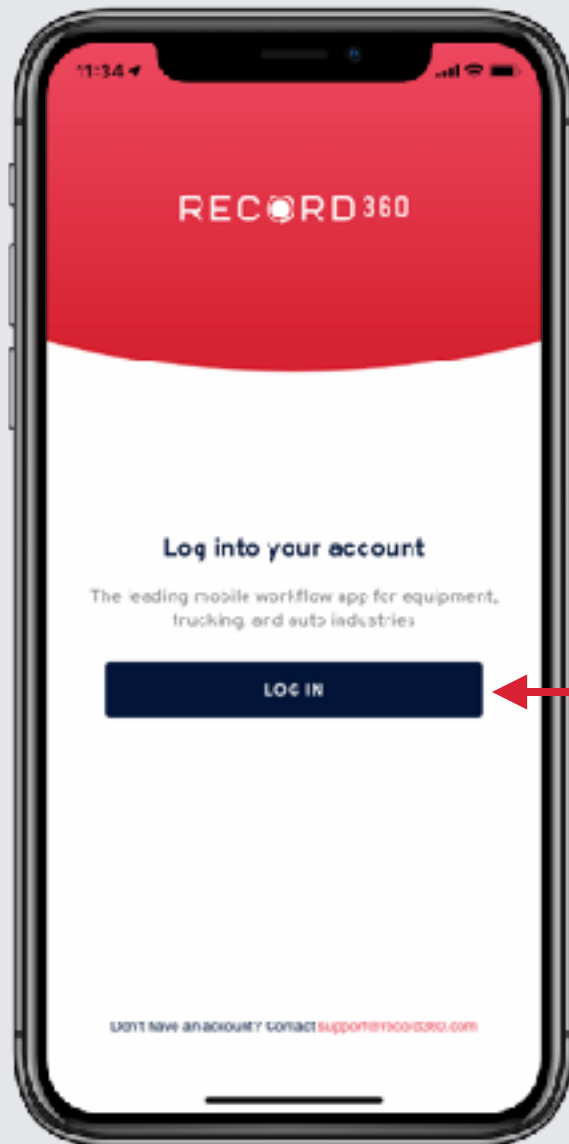 11:34
RECORD360
Log into your account
The leading mobile workflow app for equipment,
trucking, and auto industries
LOG IN
Don't have an account? Contact support@record360.com